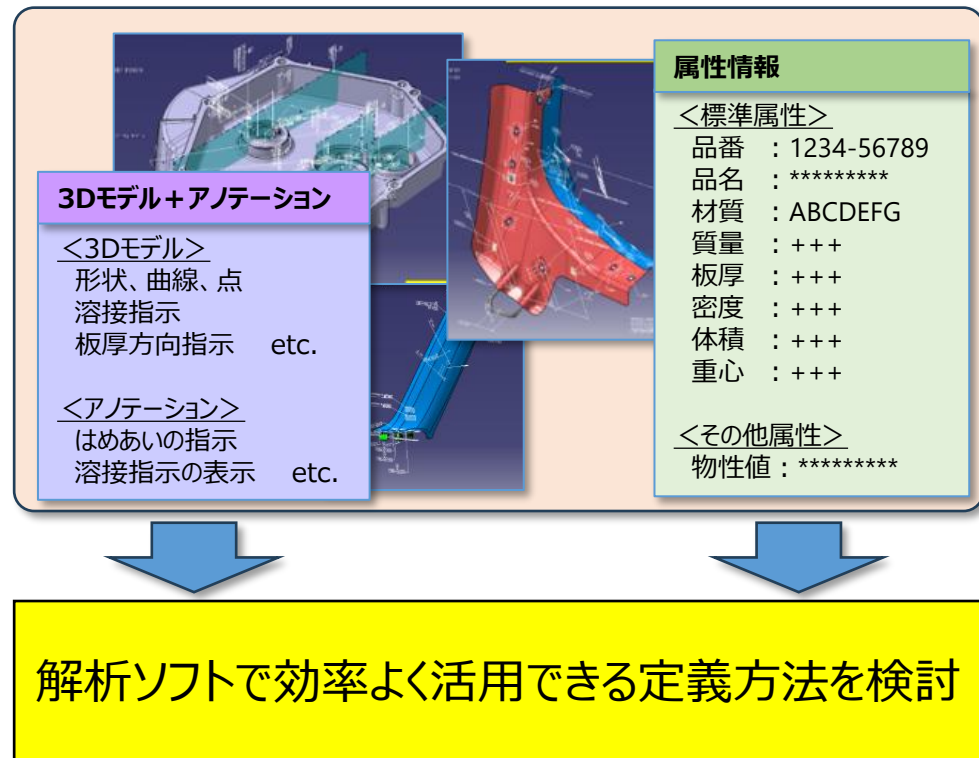 3Dモデル+アノテーション
<3Dモデル>
形状、曲線、点
溶接指示
板厚方向指示 etc.
<アノテーション>
はめあいの指示
溶接指示の表示 etc.
属性情報
<標準属性>
品番 :1234-56789
品名 :*********
材質 :ABCDEFG
質量 :+++
板厚 :+++
密度 :+++
体積 :+++
重心 :+++
<その他属性>
物性値:*********
解析ソフトで効率よく活用できる定義方法を検討